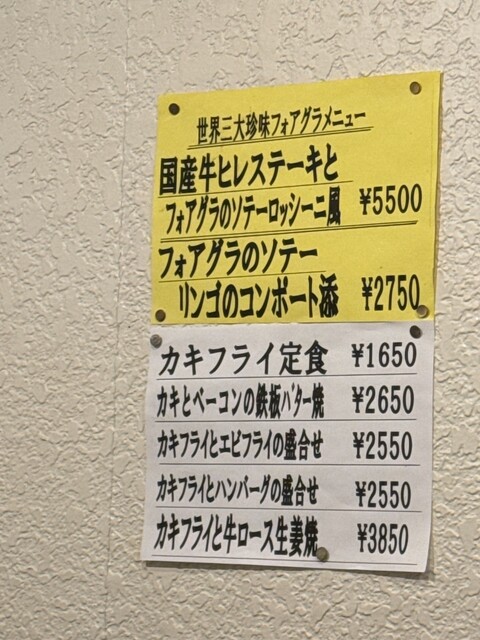 世界三大珍味フォアグラメニュー
国産牛ヒレステーキと
フォアグラのソテーロッシーニ風 ¥5500
フォアグラのソテー
リンゴのコンポート添 ¥2750
カキフライ定食 ¥1650
カキとベーコンの鉄板バター焼 ¥2650
カキフライとエビフライの盛合せ ¥2550
カキフライとハンバーグの盛合せ ¥2550
カキフライと牛ロース生姜焼 ¥3850